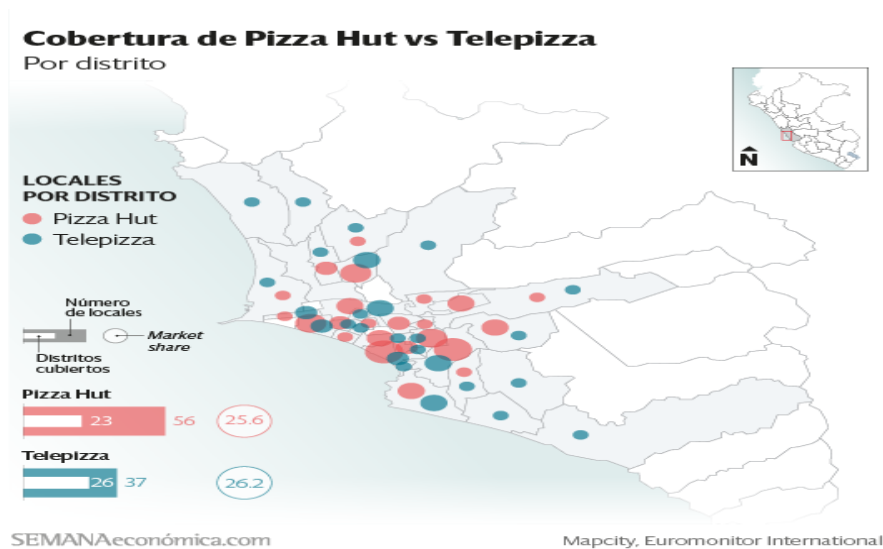 Cobertura de Pizza Hut vs Telepizza
Por distrito
N
LOCALES
POR DISTRITO
Pizza Hut
Telepizza
Número
de locales
Market
share
Distritos
cubiertos
Pizza Hut
23 56 25.6
Telepizza
26 37 26.2
SEMANAeconómica.com
Mapcity, Euromonitor International